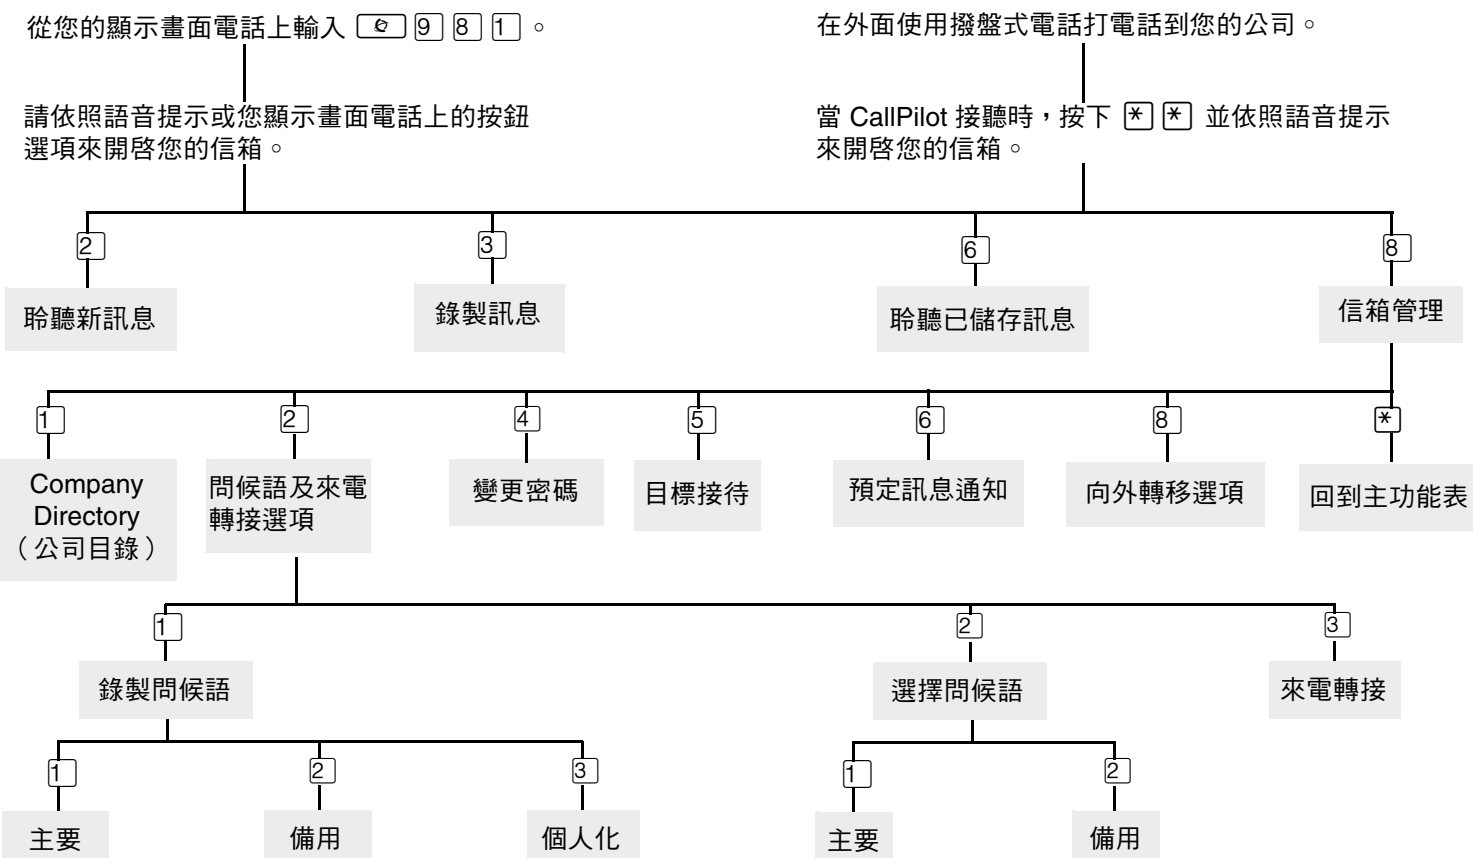 從您的顯示畫面電話上輸入 9 8 1 。
請依照語音提示或您顯示畫面電話上的按鈕
選項來開啓您的信箱。
在外面使用撥盤式電話打電話到您的公司。
當 CallPilot 接聽時，按下 * * 並依照語音提示
來開啓您的信箱。
2
3
6
8
聆聽新訊息
錄製訊息
聆聽已儲存訊息
信箱管理
1
2
4
5
6
8
*
Company
Directory
（公司目錄）
問候語及來電
轉接選項
變更密碼
目標接待
預定訊息通知
向外轉移選項
回到主功能表
1
2
3
錄製問候語
選擇問候語
來電轉接
1
2
3
1
2
主要
備用
個人化
主要
備用